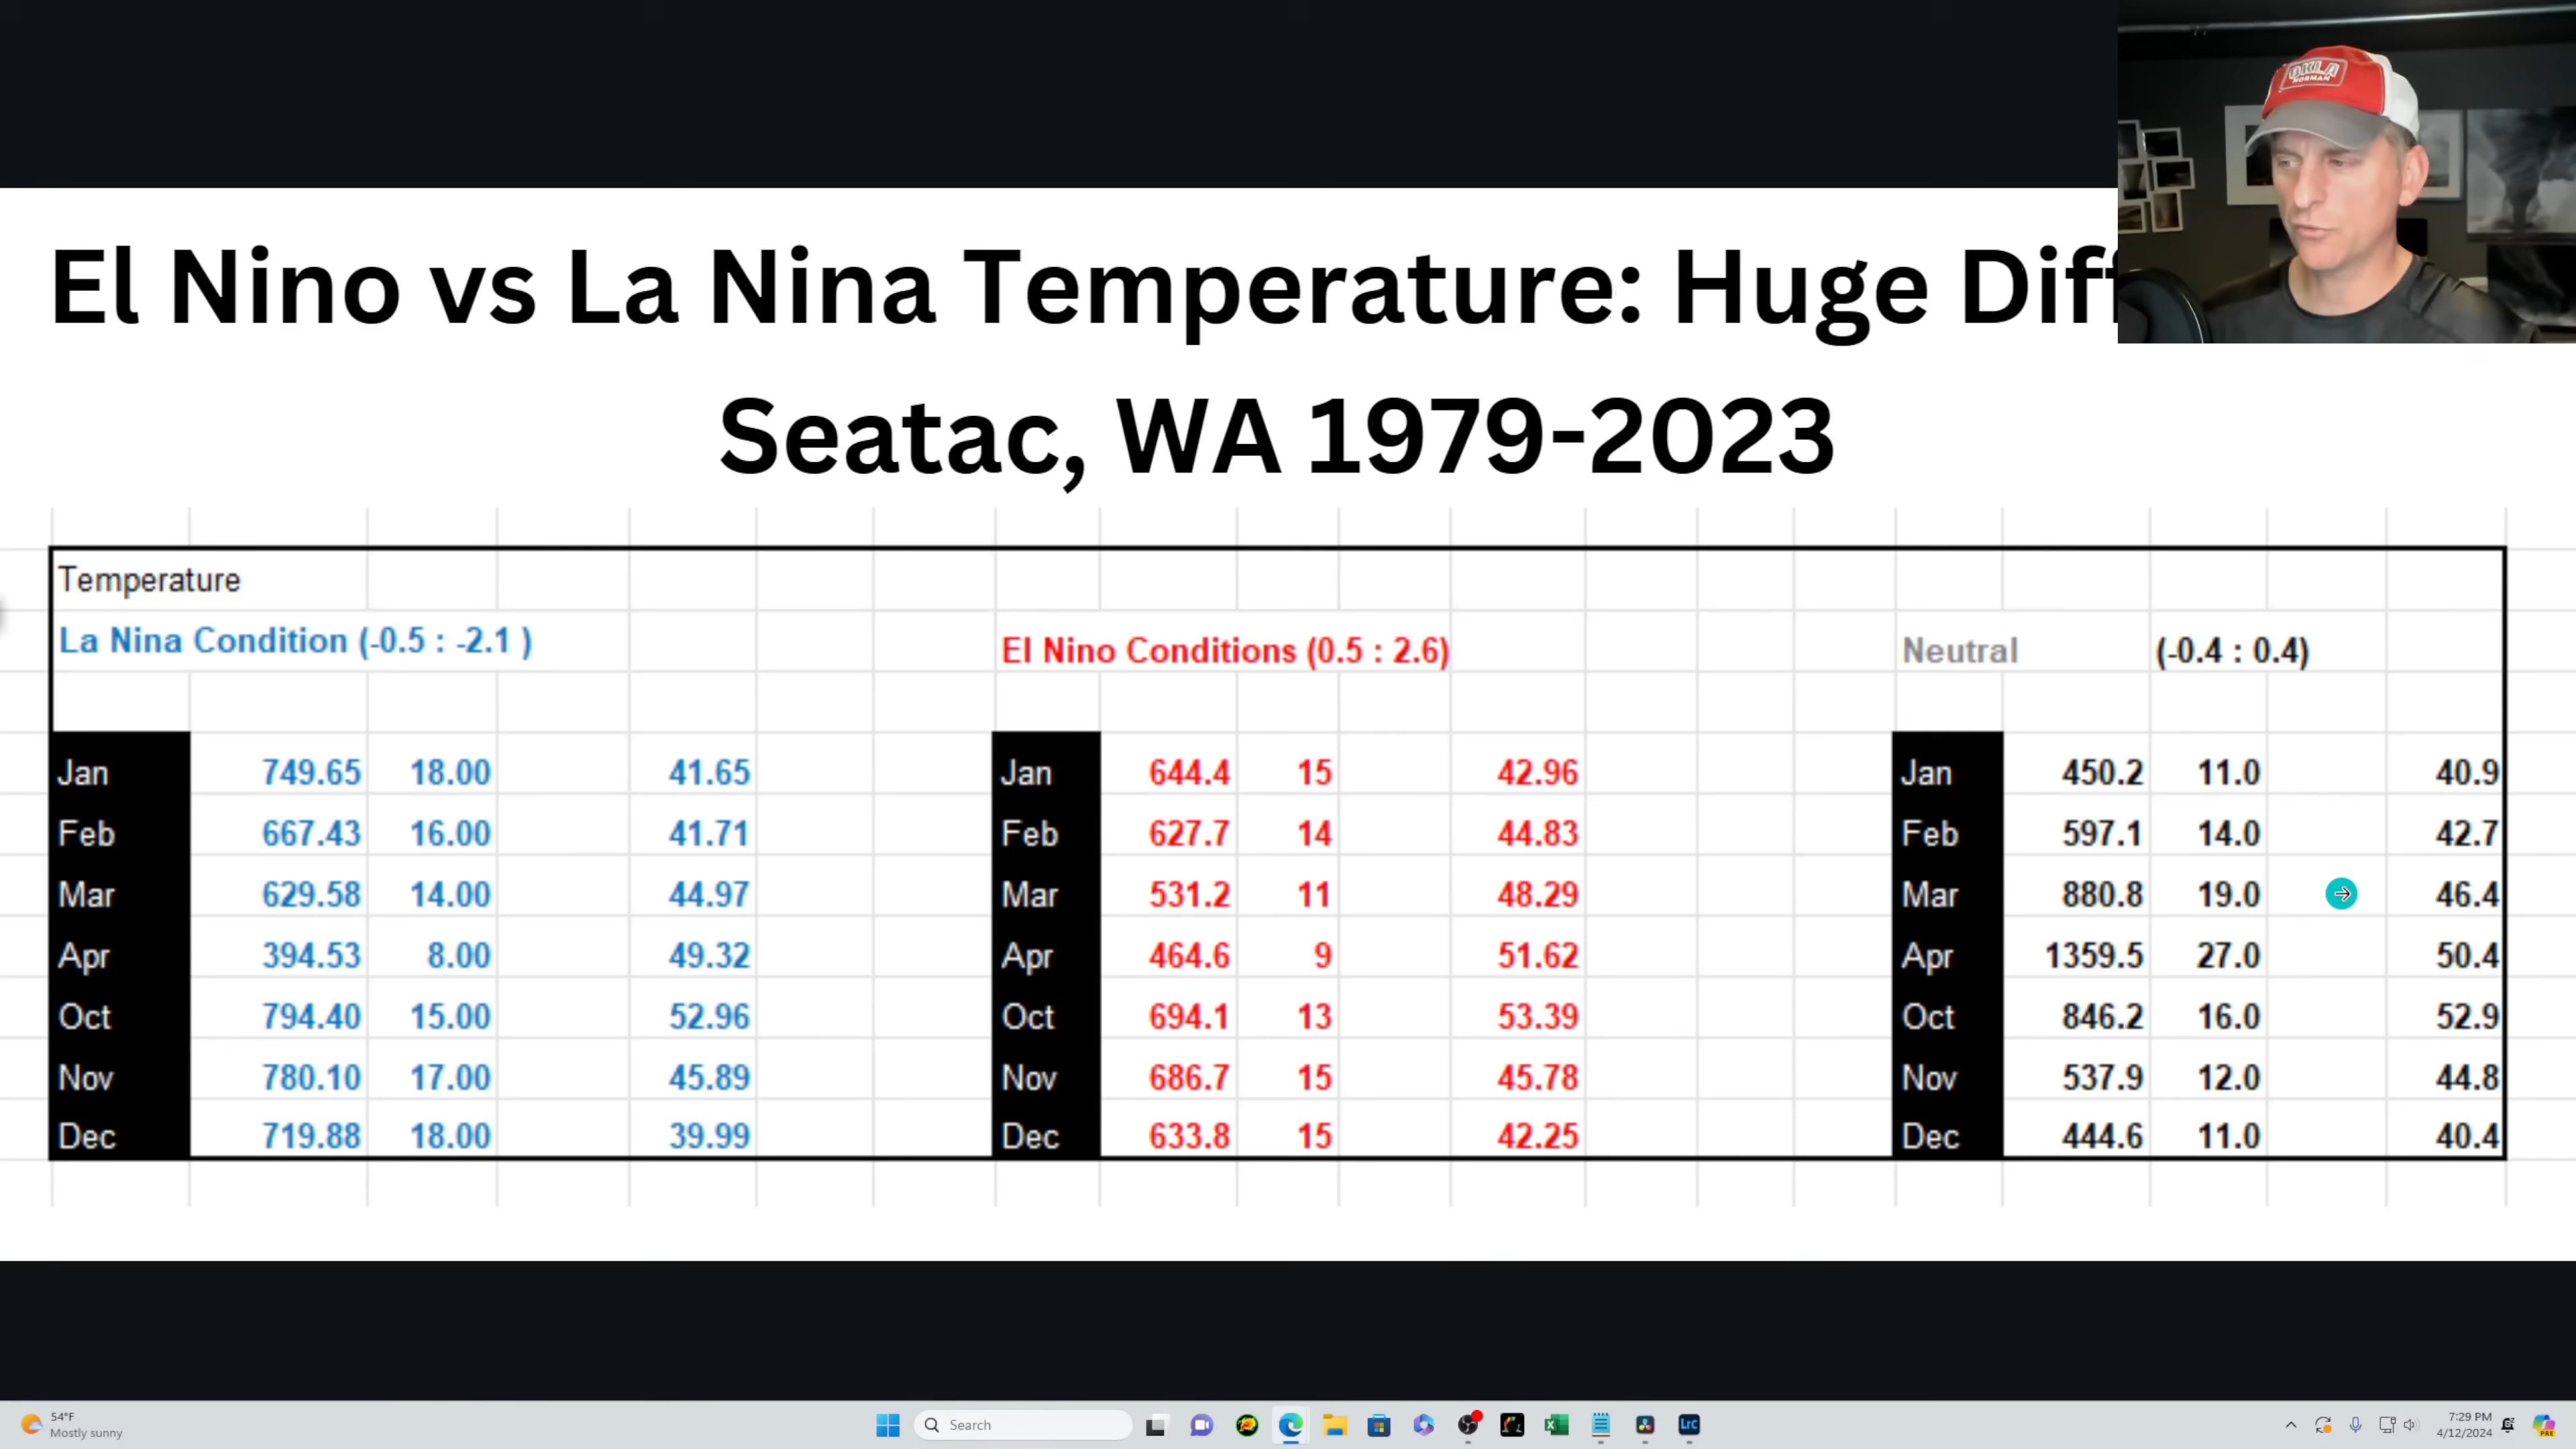 OKLA
NORMAN
El Nino vs La Nina Temperature: Huge Diff
Seatac, WA 1979-2023
Temperature
La Nina Condition (-0.5 : -2.1 )
El Nino Conditions (0.5 : 2.6)
Neutral (-0.4 : 0.4)
Jan 749.65 18.00 41.65 Jan 644.4 15 42.96 Jan 450.2 11.0 40.9
Feb 667.43 16.00 41.71 Feb 627.7 14 44.83 Feb 597.1 14.0 42.7
Mar 629.58 14.00 44.97 Mar 531.2 11 48.29 Mar 880.8 19.0 46.4
Apr 394.53 8.00 49.32 Apr 464.6 9 51.62 Apr 1359.5 27.0 50.4
Oct 794.40 15.00 52.96 Oct 694.1 13 53.39 Oct 846.2 16.0 52.9
Nov 780.10 17.00 45.89 Nov 686.7 15 45.78 Nov 537.9 12.0 44.8
Dec 719.88 18.00 39.99 Dec 633.8 15 42.25 Dec 444.6 11.0 40.4
54°F
Mostly sunny
Search
LrC
7:29 PM
4/12/2024
PRE